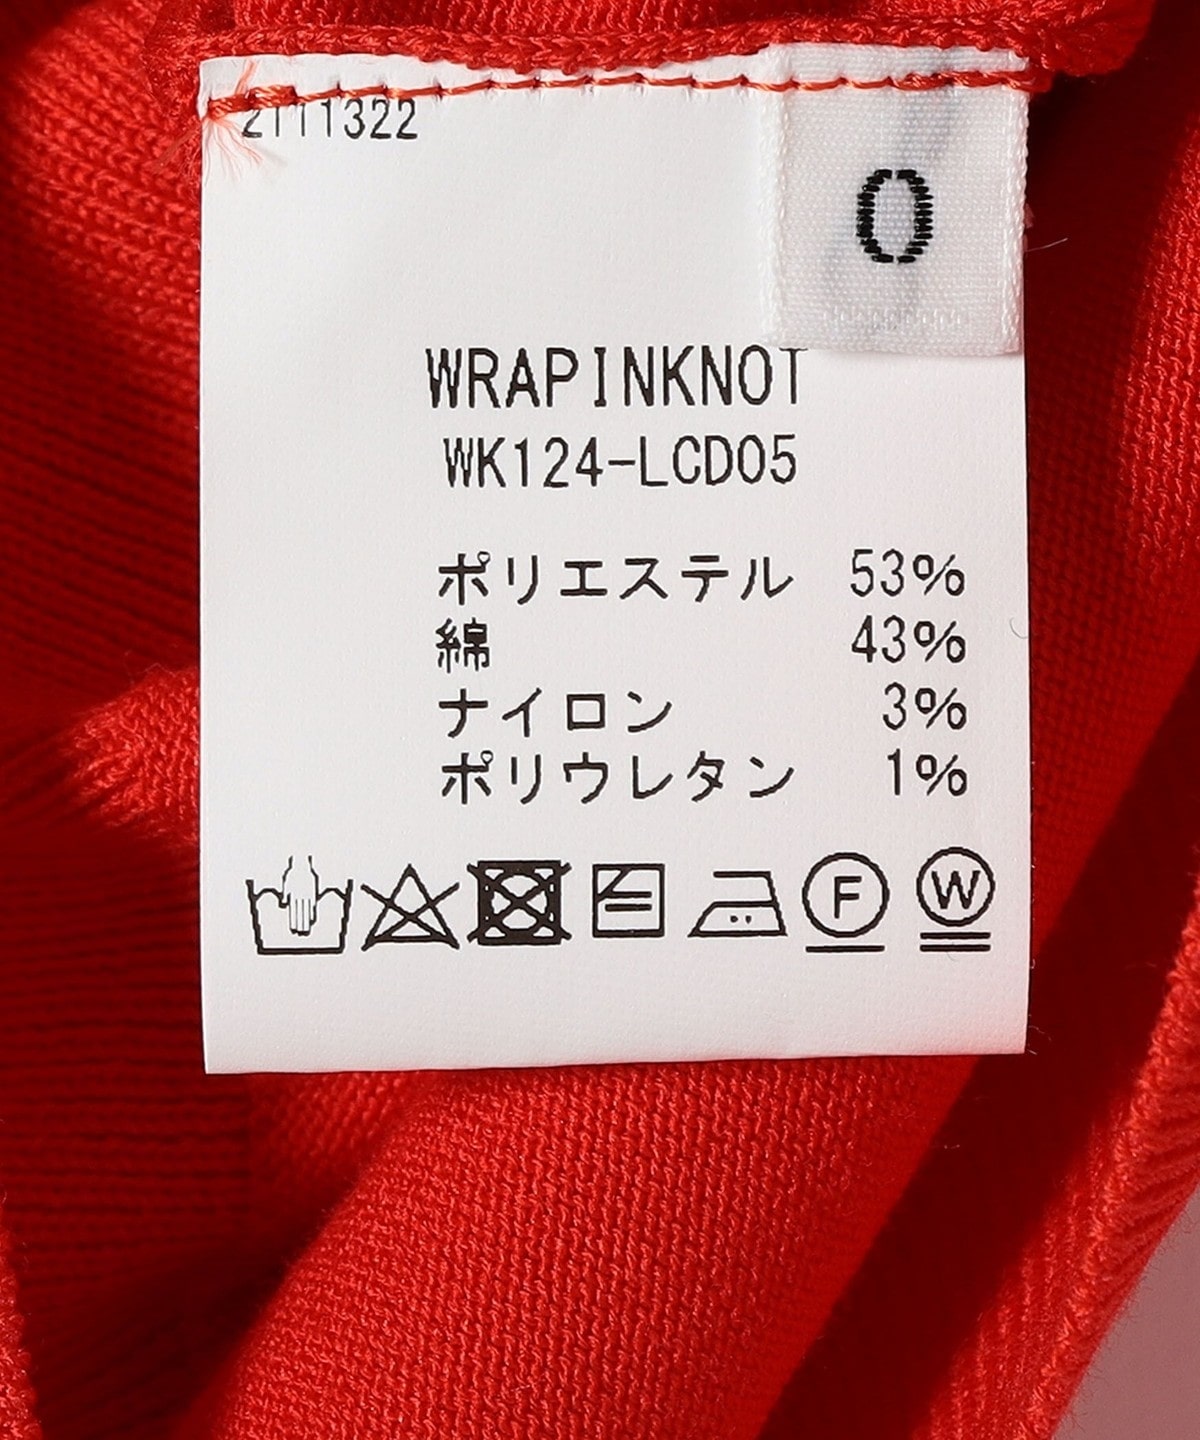 2111322
0
WRAPINKNOT
WK124-LCD05
ポリエステル 53%
綿 43%
ナイロン 3%
ポリウレタン 1%
F W